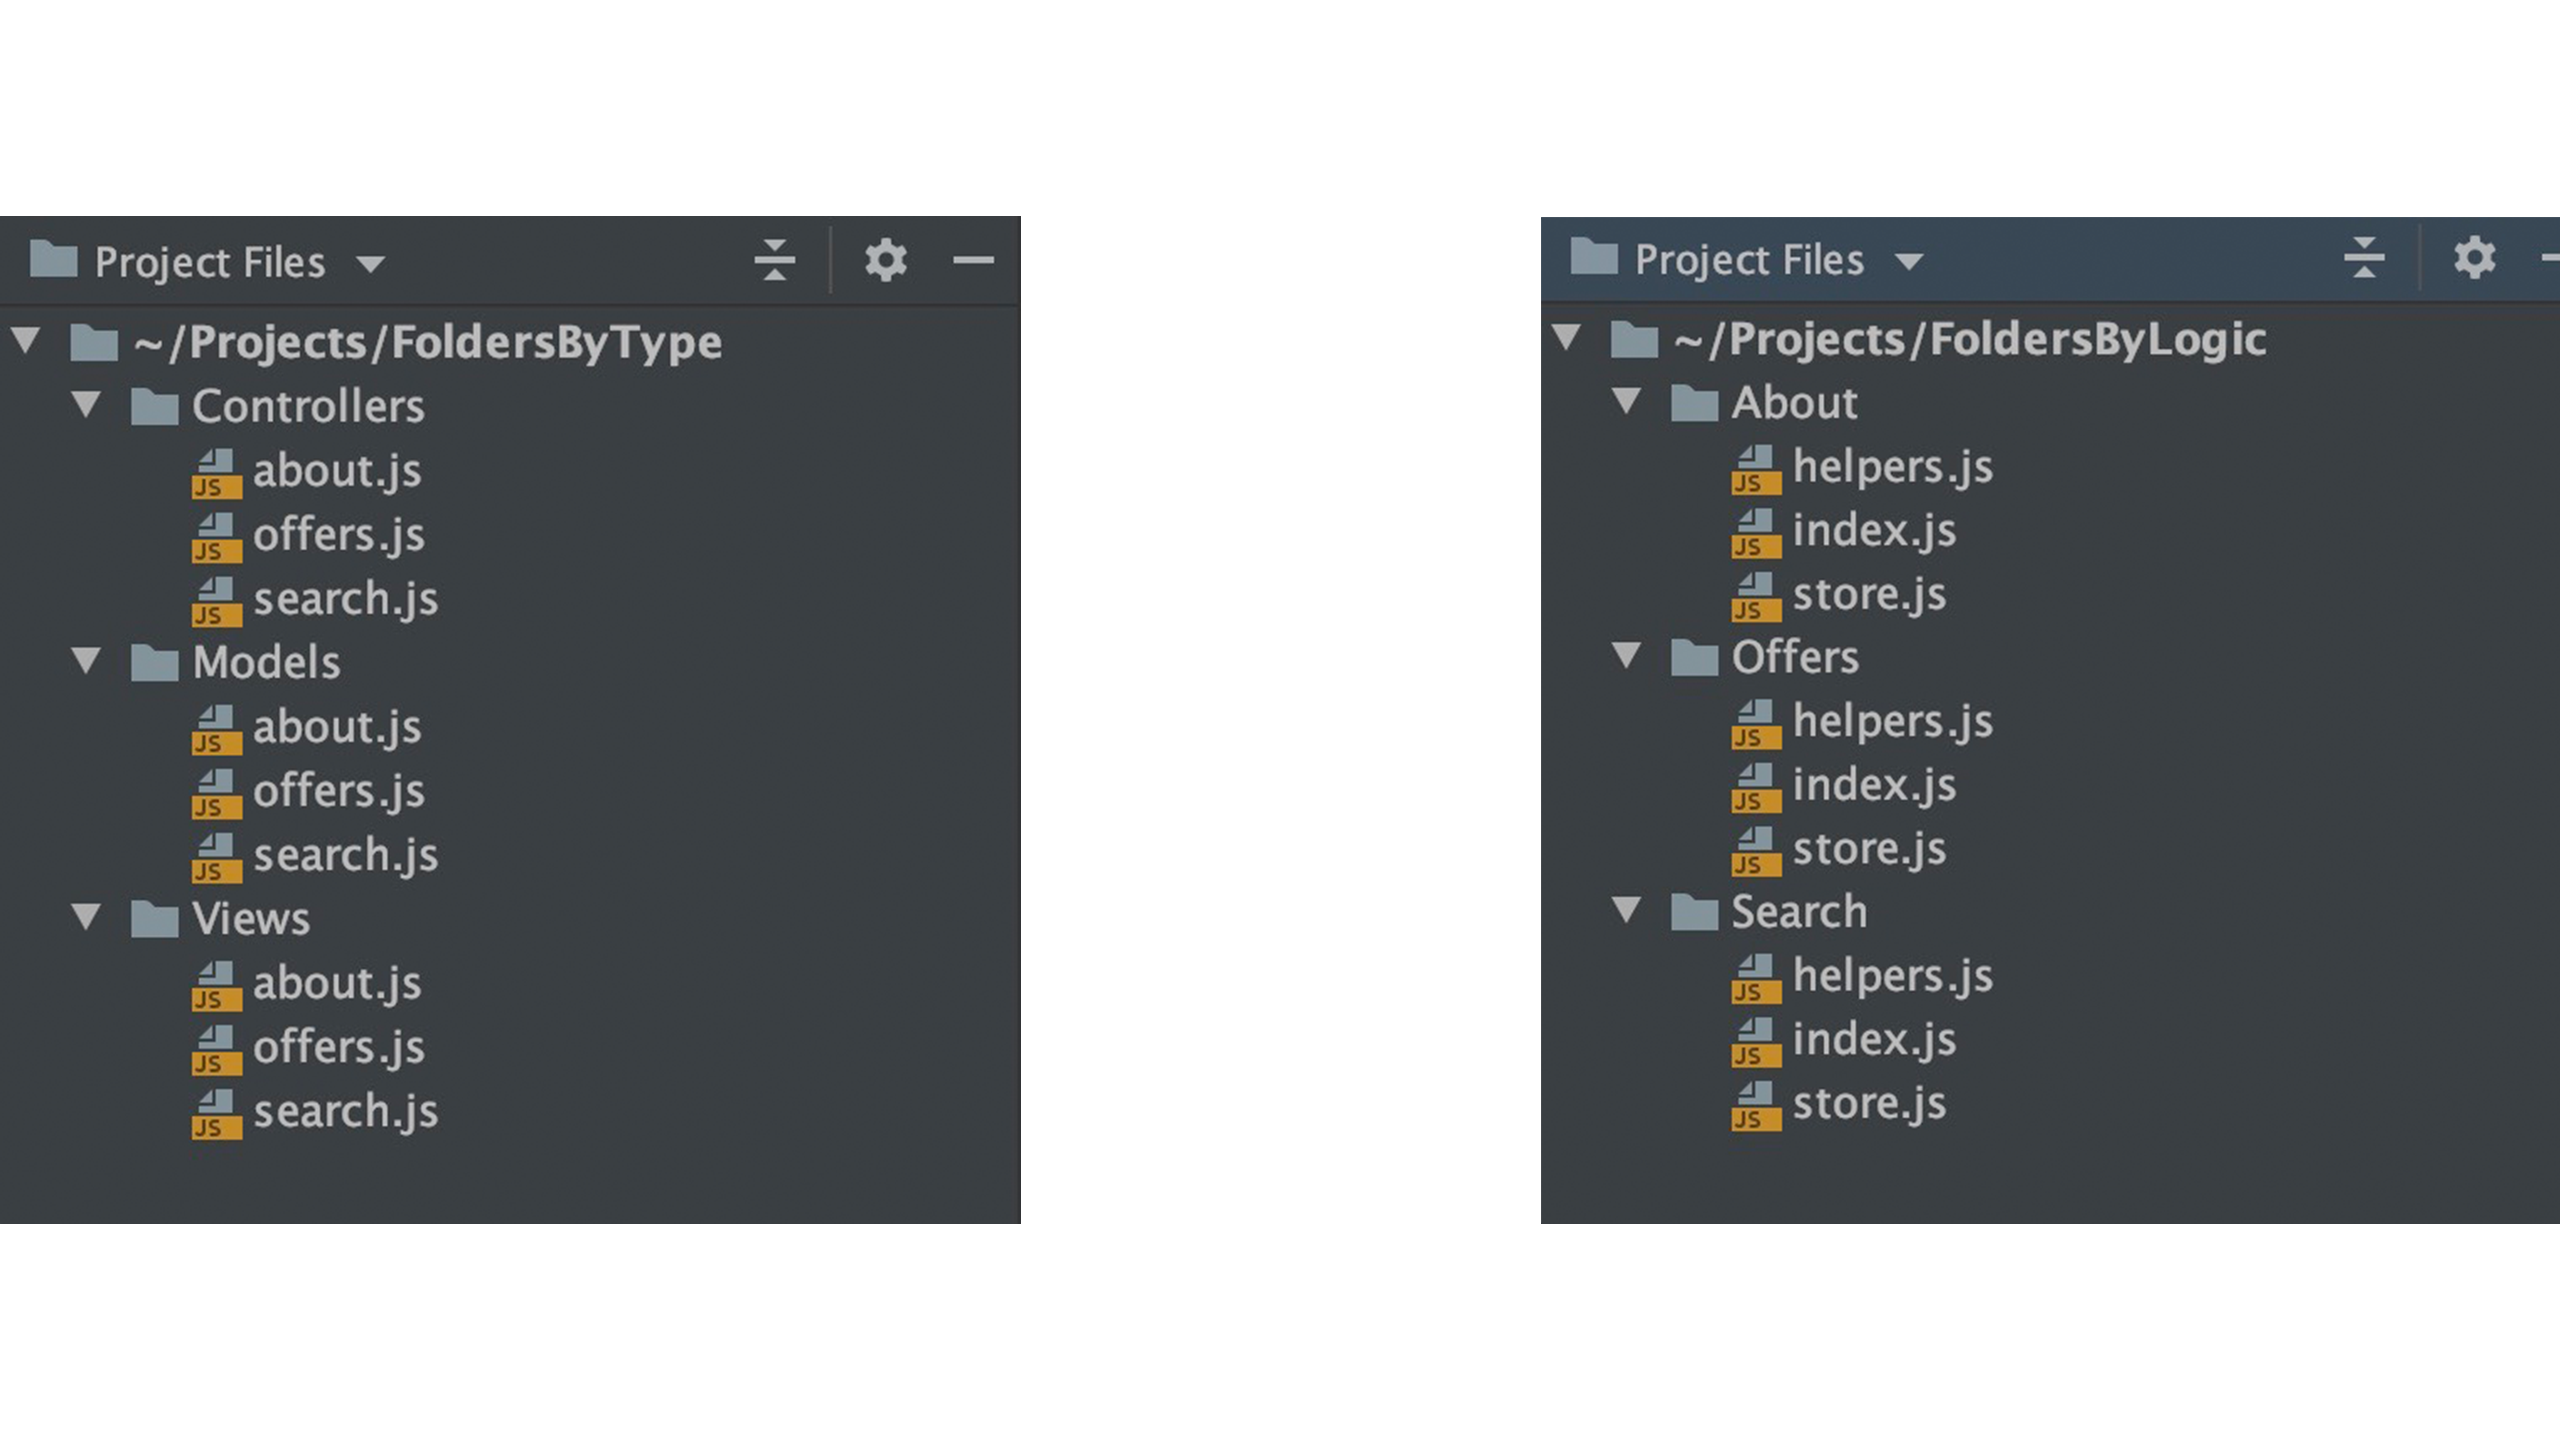 Project Files
~/Projects/FoldersByType
Controllers
JS about.js
JS offers.js
JS search.js
Models
JS about.js
JS offers.js
JS search.js
Views
JS about.js
JS offers.js
JS search.js
Project Files
~/Projects/FoldersByLogic
About
JS helpers.js
JS index.js
JS store.js
Offers
JS helpers.js
JS index.js
JS store.js
Search
JS helpers.js
JS index.js
JS store.js